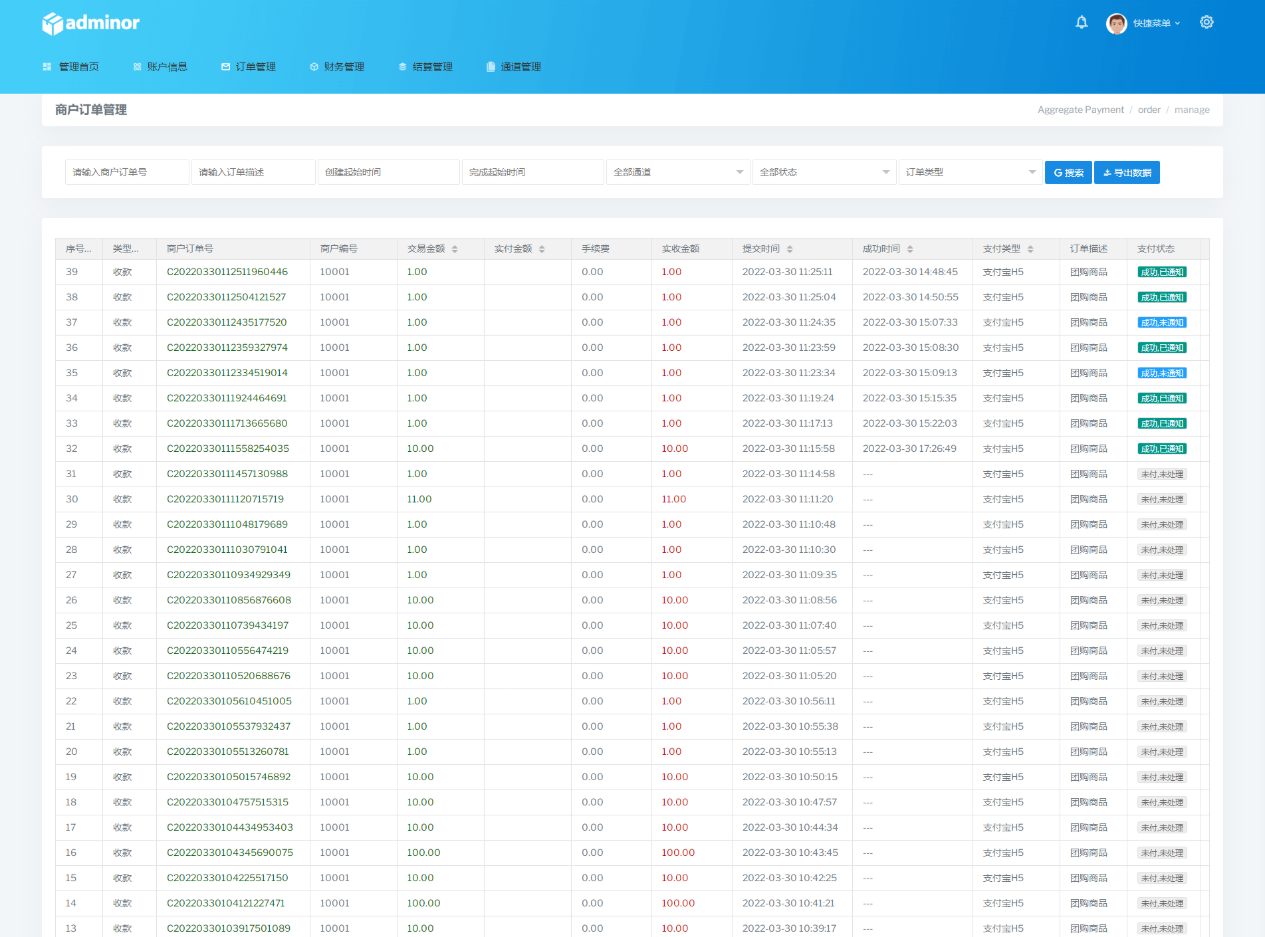 adminor
快捷菜单
管理首页 账户信息 订单管理 财务管理 结算管理 通道管理
商户订单管理 Aggregate Payment / order / manage
请输入商户订单号 请输入订单描述 创建起始时间 完成起始时间 全部通道 全部状态 订单类型 搜索 导出数据
序号... 类型... 商户订单号 商户编号 交易金额 实付金额 手续费 实收金额 提交时间 成功时间 支付类型 订单描述 支付状态
39 收款 C20220330112511960446 10001 1.00 0.00 1.00 2022-03-30 11:25:11 2022-03-30 14:48:45 支付宝H5 团购商品 成功,已通知
38 收款 C20220330112504121527 10001 1.00 0.00 1.00 2022-03-30 11:25:04 2022-03-30 14:50:55 支付宝H5 团购商品 成功,已通知
37 收款 C20220330112435177520 10001 1.00 0.00 1.00 2022-03-30 11:24:35 2022-03-30 15:07:33 支付宝H5 团购商品 成功,未通知
36 收款 C20220330112359327974 10001 1.00 0.00 1.00 2022-03-30 11:23:59 2022-03-30 15:08:30 支付宝H5 团购商品 成功,已通知
35 收款 C20220330112334519014 10001 1.00 0.00 1.00 2022-03-30 11:23:34 2022-03-30 15:09:13 支付宝H5 团购商品 成功,未通知
34 收款 C20220330111924464691 10001 1.00 0.00 1.00 2022-03-30 11:19:24 2022-03-30 15:15:35 支付宝H5 团购商品 成功,已通知
33 收款 C20220330111713665680 10001 1.00 0.00 1.00 2022-03-30 11:17:13 2022-03-30 15:22:03 支付宝H5 团购商品 成功,已通知
32 收款 C20220330111558254035 10001 10.00 0.00 10.00 2022-03-30 11:15:58 2022-03-30 17:26:49 支付宝H5 团购商品 成功,已通知
31 收款 C20220330111457130988 10001 1.00 0.00 1.00 2022-03-30 11:14:58 --- 支付宝H5 团购商品 未付,未处理
30 收款 C20220330111120715719 10001 11.00 0.00 11.00 2022-03-30 11:11:20 --- 支付宝H5 团购商品 未付,未处理
29 收款 C20220330111048179689 10001 1.00 0.00 1.00 2022-03-30 11:10:48 --- 支付宝H5 团购商品 未付,未处理
28 收款 C20220330111030791041 10001 1.00 0.00 1.00 2022-03-30 11:10:30 --- 支付宝H5 团购商品 未付,未处理
27 收款 C20220330110934929349 10001 1.00 0.00 1.00 2022-03-30 11:09:35 --- 支付宝H5 团购商品 未付,未处理
26 收款 C20220330110856876608 10001 10.00 0.00 10.00 2022-03-30 11:08:56 --- 支付宝H5 团购商品 未付,未处理
25 收款 C20220330110739434197 10001 10.00 0.00 10.00 2022-03-30 11:07:40 --- 支付宝H5 团购商品 未付,未处理
24 收款 C20220330110556474219 10001 10.00 0.00 10.00 2022-03-30 11:05:57 --- 支付宝H5 团购商品 未付,未处理
23 收款 C20220330110520688676 10001 10.00 0.00 10.00 2022-03-30 11:05:20 --- 支付宝H5 团购商品 未付,未处理
22 收款 C20220330105610451005 10001 1.00 0.00 1.00 2022-03-30 10:56:11 --- 支付宝H5 团购商品 未付,未处理
21 收款 C20220330105537932437 10001 1.00 0.00 1.00 2022-03-30 10:55:38 --- 支付宝H5 团购商品 未付,未处理
20 收款 C20220330105513260781 10001 1.00 0.00 1.00 2022-03-30 10:55:13 --- 支付宝H5 团购商品 未付,未处理
19 收款 C20220330105015746892 10001 10.00 0.00 10.00 2022-03-30 10:50:15 --- 支付宝H5 团购商品 未付,未处理
18 收款 C20220330104757515315 10001 10.00 0.00 10.00 2022-03-30 10:47:57 --- 支付宝H5 团购商品 未付,未处理
17 收款 C20220330104434953403 10001 10.00 0.00 10.00 2022-03-30 10:44:34 --- 支付宝H5 团购商品 未付,未处理
16 收款 C20220330104345690075 10001 100.00 0.00 100.00 2022-03-30 10:43:45 --- 支付宝H5 团购商品 未付,未处理
15 收款 C20220330104225517150 10001 10.00 0.00 10.00 2022-03-30 10:42:25 --- 支付宝H5 团购商品 未付,未处理
14 收款 C20220330104121227471 10001 100.00 0.00 100.00 2022-03-30 10:41:21 --- 支付宝H5 团购商品 未付,未处理
13 收款 C20220330103917501089 10001 10.00 0.00 10.00 2022-03-30 10:39:17 --- 支付宝H5 团购商品 未付,未处理